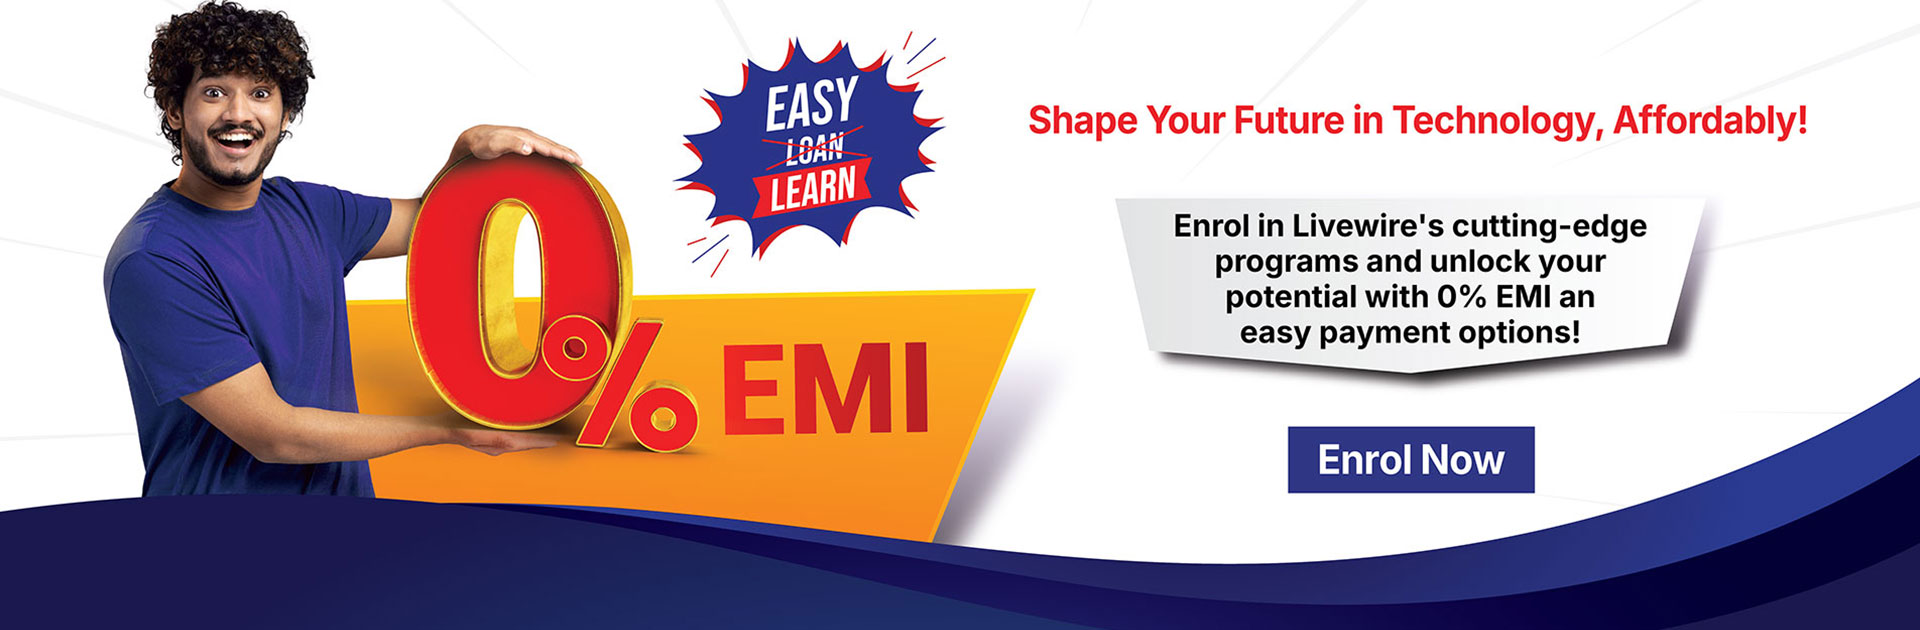 EASY
LOAN
LEARN
0% EMI
Shape Your Future in Technology, Affordably!
Enrol in Livewire's cutting-edge
programs and unlock your
potential with 0% EMI an
easy payment options!
Enrol Now